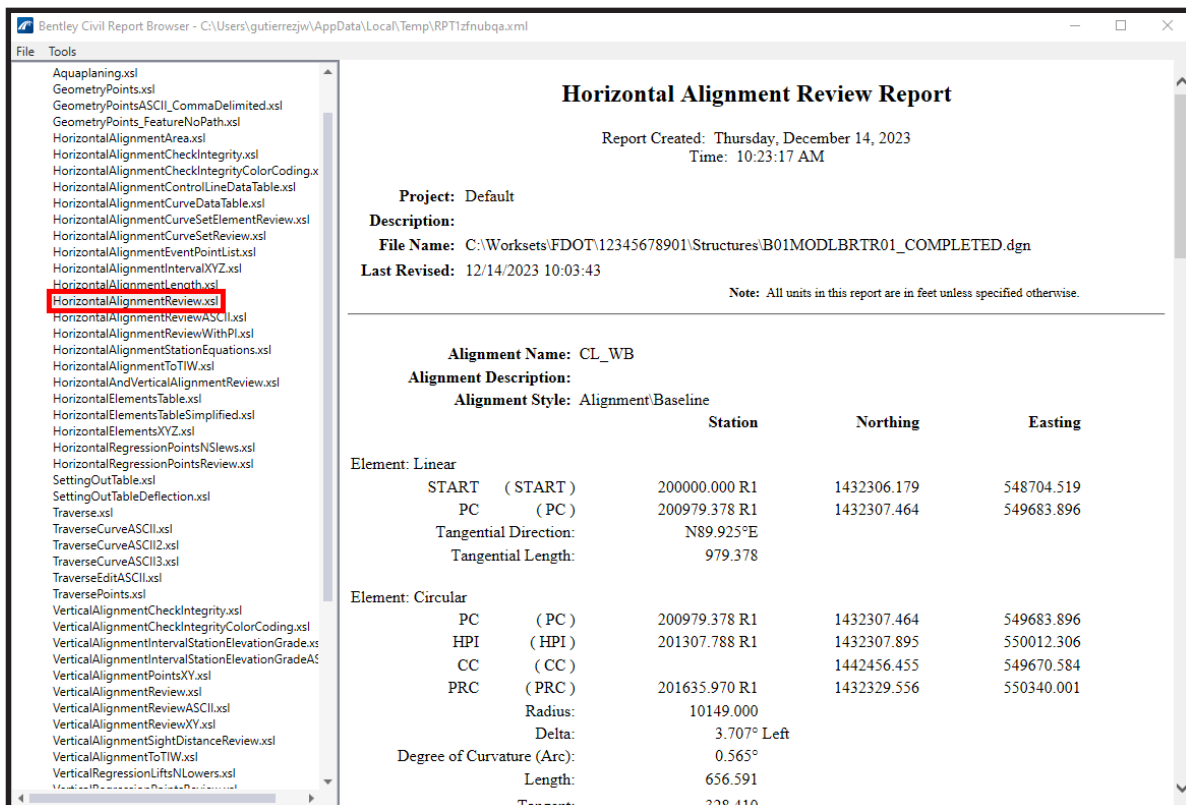 Bentley Civil Report Browser - C:\Users\gutierrezjw\AppData\Local\Temp\RPT1zfnubqa.xml
File Tools
Aquaplaning.xsl
GeometryPoints.xsl
GeometryPointsASCII_CommaDelimited.xsl
GeometryPoints_FeatureNoPath.xsl
HorizontalAlignmentArea.xsl
HorizontalAlignmentCheckIntegrity.xsl
HorizontalAlignmentCheckIntegrityColorCoding.x
HorizontalAlignmentControlLineDataTable.xsl
HorizontalAlignmentCurveDataTable.xsl
HorizontalAlignmentCurveSetElementReview.xsl
HorizontalAlignmentCurveSetReview.xsl
HorizontalAlignmentEventPointList.xsl
HorizontalAlignmentIntervalXYZ.xsl
HorizontalAlignmentLength.xsl
HorizontalAlignmentReview.xsl
HorizontalAlignmentReviewASCII.xsl
HorizontalAlignmentReviewWithPI.xsl
HorizontalAlignmentStationEquations.xsl
HorizontalAlignmentToTIW.xsl
HorizontalAndVerticalAlignmentReview.xsl
HorizontalElementsTable.xsl
HorizontalElementsTableSimplified.xsl
HorizontalElementsXYZ.xsl
HorizontalRegressionPointsNSlews.xsl
HorizontalRegressionPointsReview.xsl
SettingOutTable.xsl
SettingOutTableDeflection.xsl
Traverse.xsl
TraverseCurveASCII.xsl
TraverseCurveASCII2.xsl
TraverseCurveASCII3.xsl
TraverseEditASCII.xsl
TraversePoints.xsl
VerticalAlignmentCheckIntegrity.xsl
VerticalAlignmentCheckIntegrityColorCoding.xsl
VerticalAlignmentIntervalStationElevationGrade.xs
VerticalAlignmentIntervalStationElevationGradeAS
VerticalAlignmentPointsXY.xsl
VerticalAlignmentReview.xsl
VerticalAlignmentReviewASCII.xsl
VerticalAlignmentReviewXY.xsl
VerticalAlignmentSightDistanceReview.xsl
VerticalAlignmentToTIW.xsl
VerticalRegressionLiftsNLowers.xsl
VerticalRegressionPointsReview.xsl
Horizontal Alignment Review Report
Report Created: Thursday, December 14, 2023
Time: 10:23:17 AM
Project: Default
Description:
File Name: C:\Worksets\FDOT\12345678901\Structures\B01MODLBRTR01_COMPLETED.dgn
Last Revised: 12/14/2023 10:03:43
Note: All units in this report are in feet unless specified otherwise.
Alignment Name: CL_WB
Alignment Description:
Alignment Style: Alignment\Baseline
Station Northing Easting
Element: Linear
START ( START ) 200000.000 R1 1432306.179 548704.519
PC ( PC ) 200979.378 R1 1432307.464 549683.896
Tangential Direction: N89.925°E
Tangential Length: 979.378
Element: Circular
PC ( PC ) 200979.378 R1 1432307.464 549683.896
HPI ( HPI ) 201307.788 R1 1432307.895 550012.306
CC ( CC ) 1442456.455 549670.584
PRC ( PRC ) 201635.970 R1 1432329.556 550340.001
Radius: 10149.000
Delta: 3.707° Left
Degree of Curvature (Arc): 0.565°
Length: 656.591
Tangent: 328.410